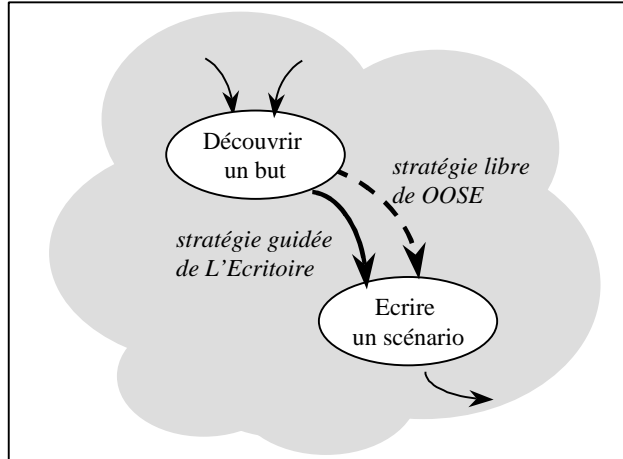 Découvrir
un but
stratégie libre
de OOSE
stratégie guidée
de L'Ecritoire
Ecrire
un scénario